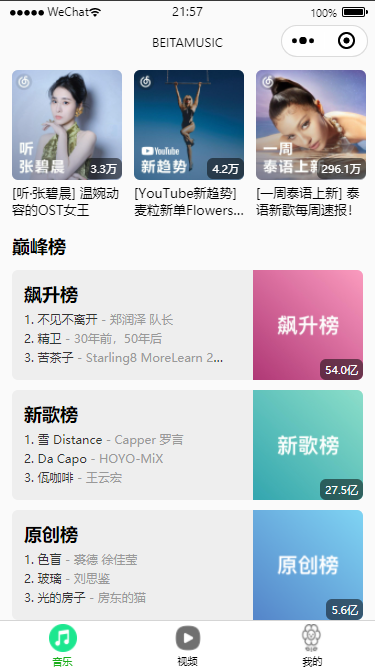 WeChat
21:57
100%
BEITAMUSIC
听
张碧晨
3.3万
YouTube
新趋势
4.2万
一周
泰语上新
296.1万
[听·张碧晨] 温婉动
容的OST女王
[YouTube新趋势]
麦粒新单Flowers...
[一周泰语上新] 泰
语新歌每周速报!
巅峰榜
飙升榜
1. 不见不离开 - 郑润泽 队长
2. 精卫 - 30年前，50年后
3. 苦茶子 - Starling8 MoreLearn 2...
飙升榜
54.0亿
新歌榜
1. 雪 Distance - Capper 罗言
2. Da Capo - HOYO-MiX
3. 伍咖啡 - 王云宏
新歌榜
27.5亿
原创榜
1. 色盲 - 裘德 徐佳莹
2. 玻璃 - 刘思鉴
3. 光的房子 - 房东的猫
原创榜
5.6亿
音乐
视频
我的